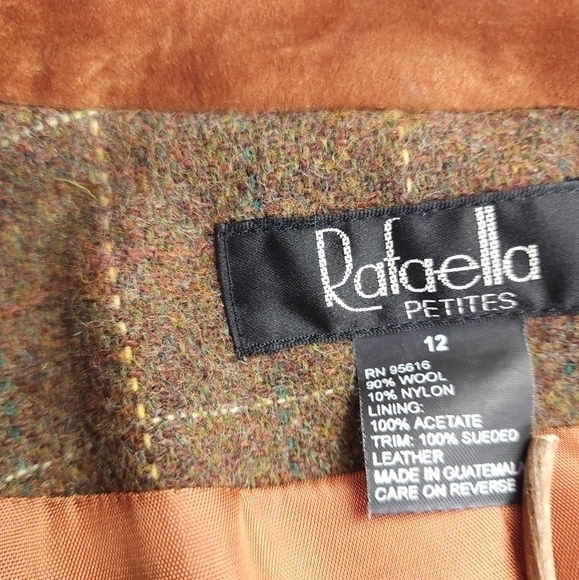 Rafaella
PETITES
12
RN 95616
90% WOOL
10% NYLON
LINING:
100% ACETATE
TRIM: 100% SUEDED
LEATHER
MADE IN GUATEMALA
CARE ON REVERSE